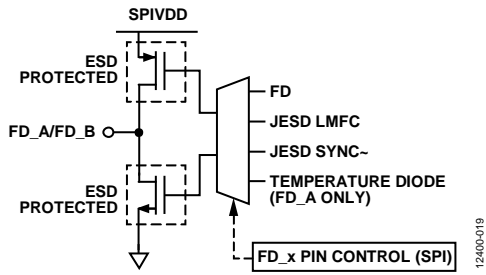 SPIVDD
ESD
PROTECTED
FD_A/FD_B
ESD
PROTECTED
FD
JESD LMFC
JESD SYNC~
TEMPERATURE DIODE
(FD_A ONLY)
FD_x PIN CONTROL (SPI)
12400-019